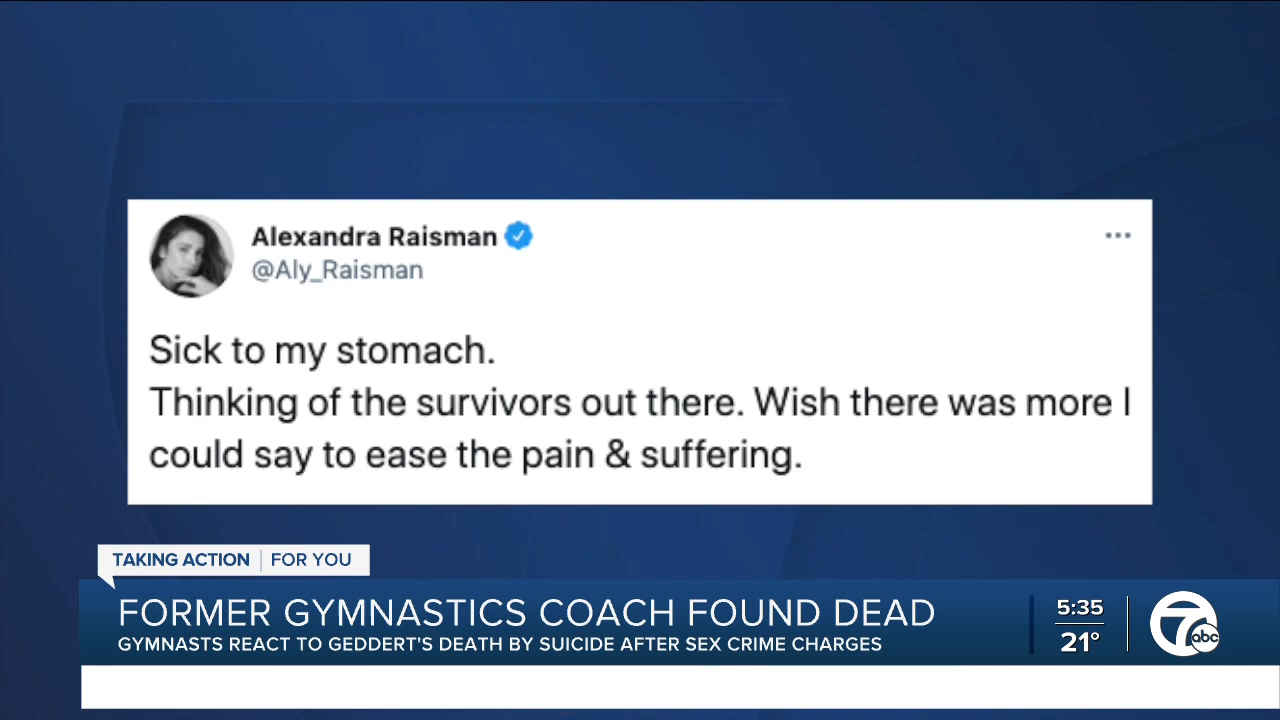 Alexandra Raisman
@Aly_Raisman
Sick to my stomach.
Thinking of the survivors out there. Wish there was more I
could say to ease the pain & suffering.
TAKING ACTION FOR YOU
FORMER GYMNASTICS COACH FOUND DEAD
GYMNASTS REACT TO GEDDERT'S DEATH BY SUICIDE AFTER SEX CRIME CHARGES
5:35
21°
7 abc